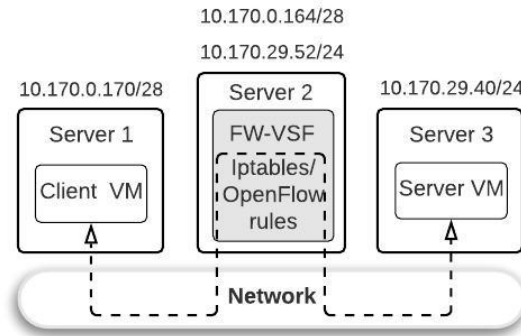 10.170.0.164/28
10.170.29.52/24
10.170.0.170/28
10.170.29.40/24
Server 1
Server 2
Server 3
Client VM
FW-VSF
Iptables/
OpenFlow
rules
Server VM
Network